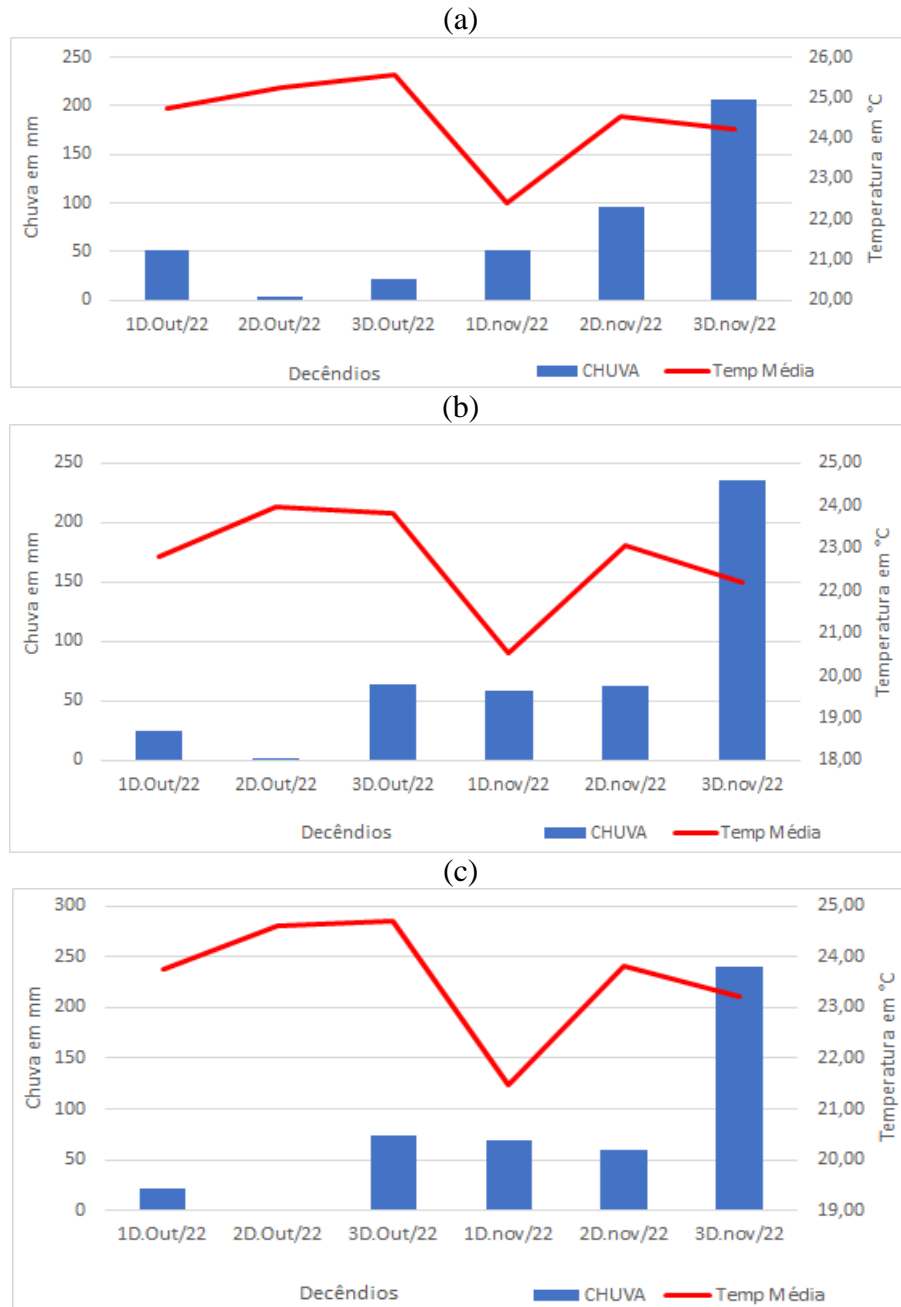 (a)
Chuva em mm
250
200
150
100
50
0
26,00
25,00
24,00
23,00
22,00
21,00
20,00
Temperatura em °C
1D.Out/22 2D.Out/22 3D.Out/22 1D.nov/22 2D.nov/22 3D.nov/22
Decêndios CHUVA Temp Média
(b)
Chuva em mm
250
200
150
100
50
0
25,00
24,00
23,00
22,00
21,00
20,00
19,00
18,00
Temperatura em °C
1D.Out/22 2D.Out/22 3D.Out/22 1D.nov/22 2D.nov/22 3D.nov/22
Decêndios CHUVA Temp Média
(c)
Chuva em mm
300
250
200
150
100
50
0
25,00
24,00
23,00
22,00
21,00
20,00
19,00
Temperatura em °C
1D.Out/22 2D.Out/22 3D.Out/22 1D.nov/22 2D.nov/22 3D.nov/22
Decêndios CHUVA Temp Média